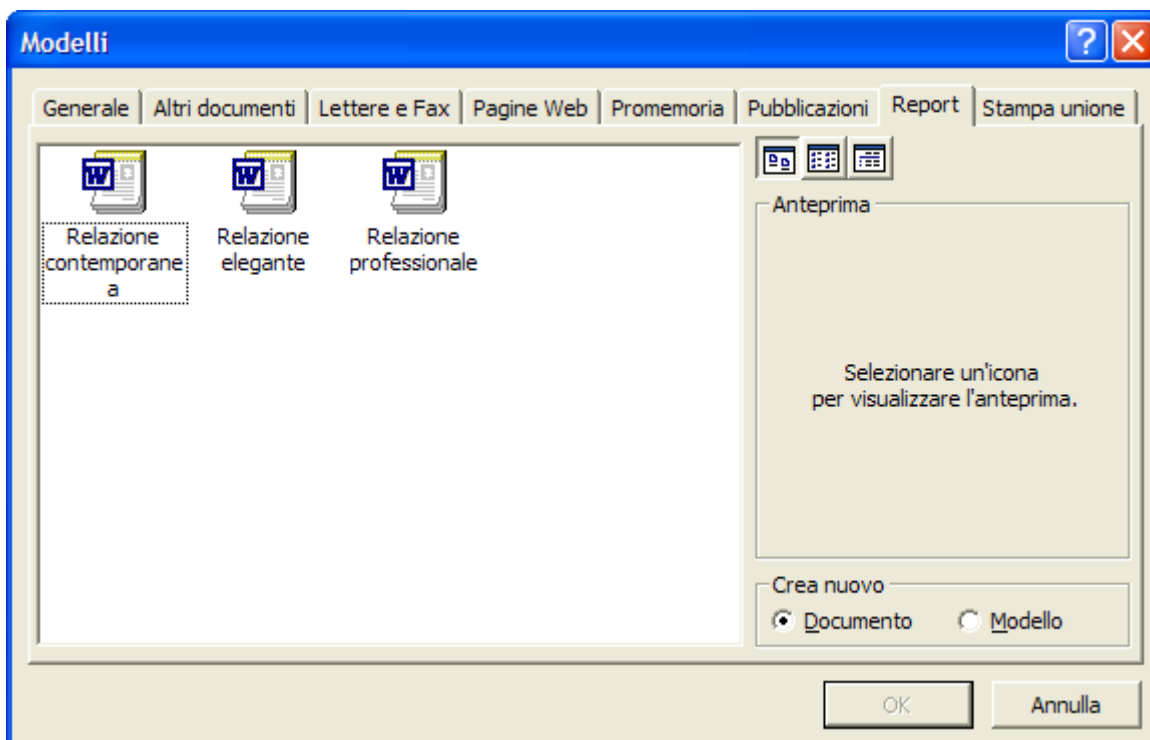 Modelli
Generale Altri documenti Lettere e Fax Pagine Web Promemoria Pubblicazioni Report Stampa unione
Relazione
contemporane
a
Relazione
elegante
Relazione
professionale
Anteprima
Selezionare un'icona
per visualizzare l'anteprima.
Crea nuovo
Documento Modello
OK Annulla